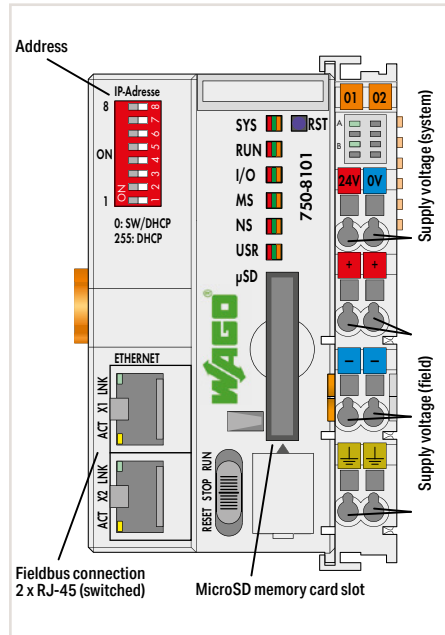 Address
IP-Adresse
8
ON
1
ON
1 2 3 4 5 6 7 8
0: SW/DHCP
255: DHCP
SYS
RST
RUN
I/O
MS
NS
USR
µSD
750-8101
WAGO®
ETHERNET
ACT X1 LNK
ACT X2 LNK
RESET STOP RUN
01 02
A
B
24V 0V
+ +
– –
Supply voltage (system)
Supply voltage (field)
Fieldbus connection
2 x RJ-45 (switched)
MicroSD memory card slot